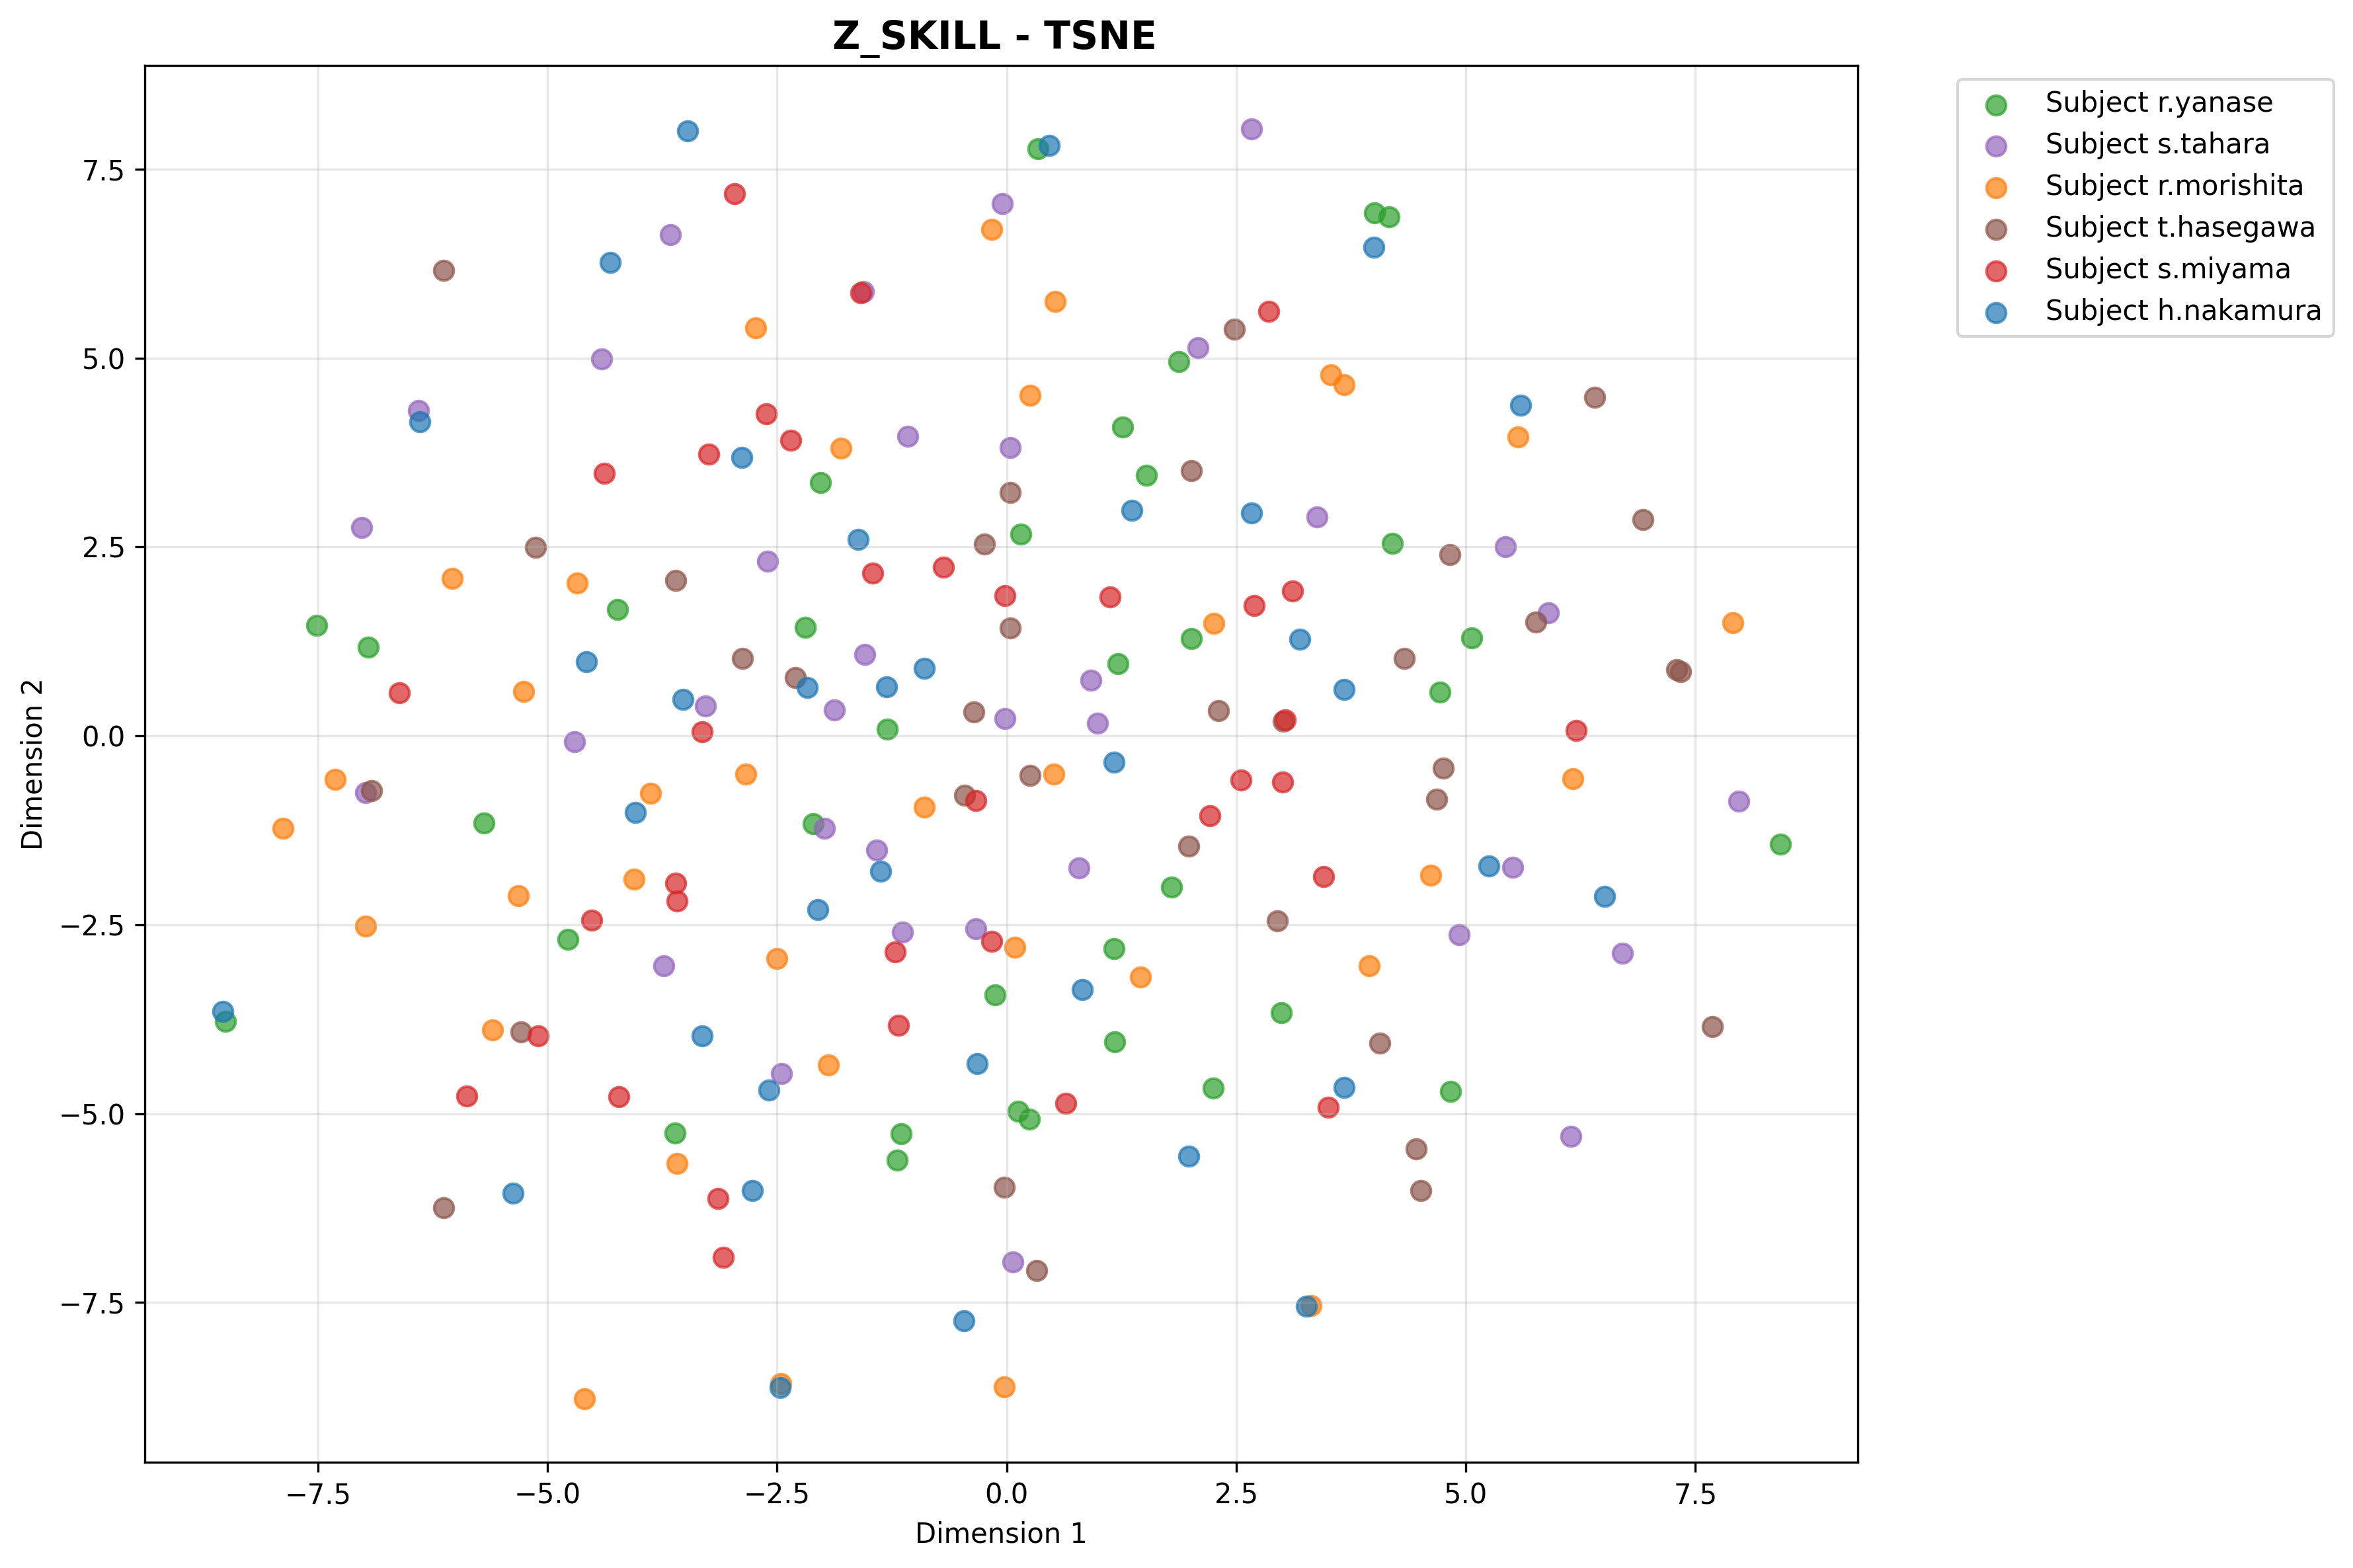 Z_SKILL - TSNE
Subject r.yanase
Subject s.tahara
Subject r.morishita
Subject t.hasegawa
Subject s.miyama
Subject h.nakamura
Dimension 2
7.5
5.0
2.5
0.0
−2.5
−5.0
−7.5
−7.5
−5.0
−2.5
0.0
2.5
5.0
7.5
Dimension 1